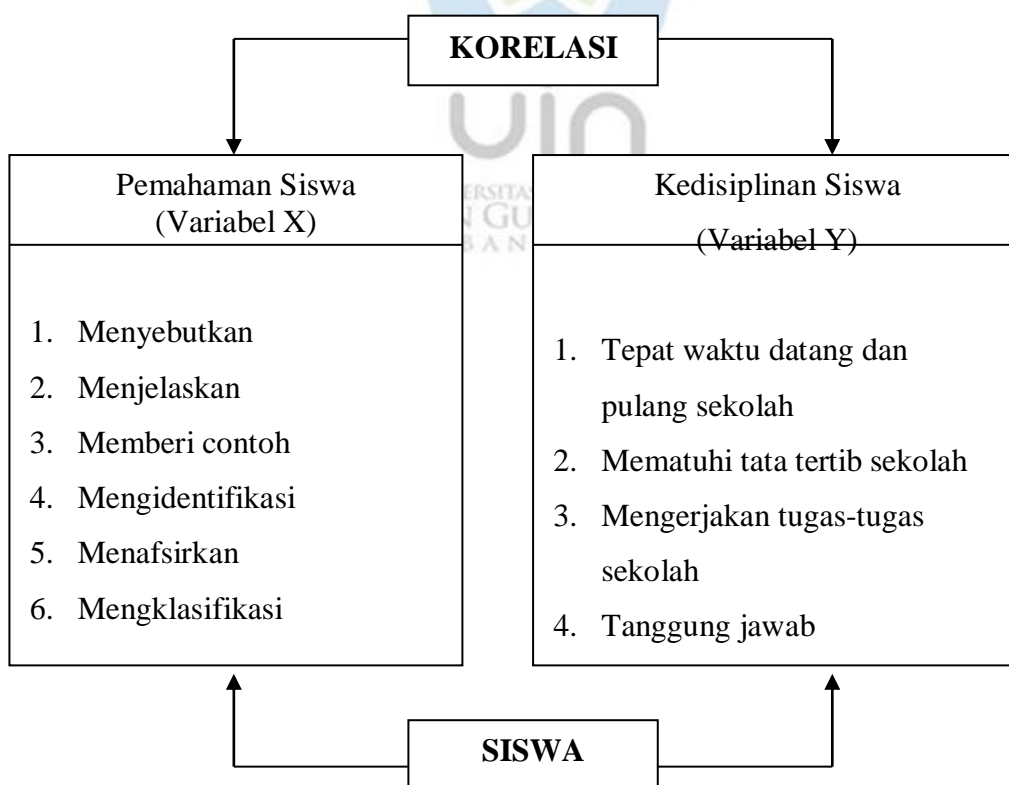 KORELASI
uin
Pemahaman Siswa
(Variabel X)
1. Menyebutkan
2. Menjelaskan
3. Memberi contoh
4. Mengidentifikasi
5. Menafsirkan
6. Mengklasifikasi
Kedisiplinan Siswa
(Variabel Y)
1. Tepat waktu datang dan
pulang sekolah
2. Mematuhi tata tertib sekolah
3. Mengerjakan tugas-tugas
sekolah
4. Tanggung jawab
SISWA